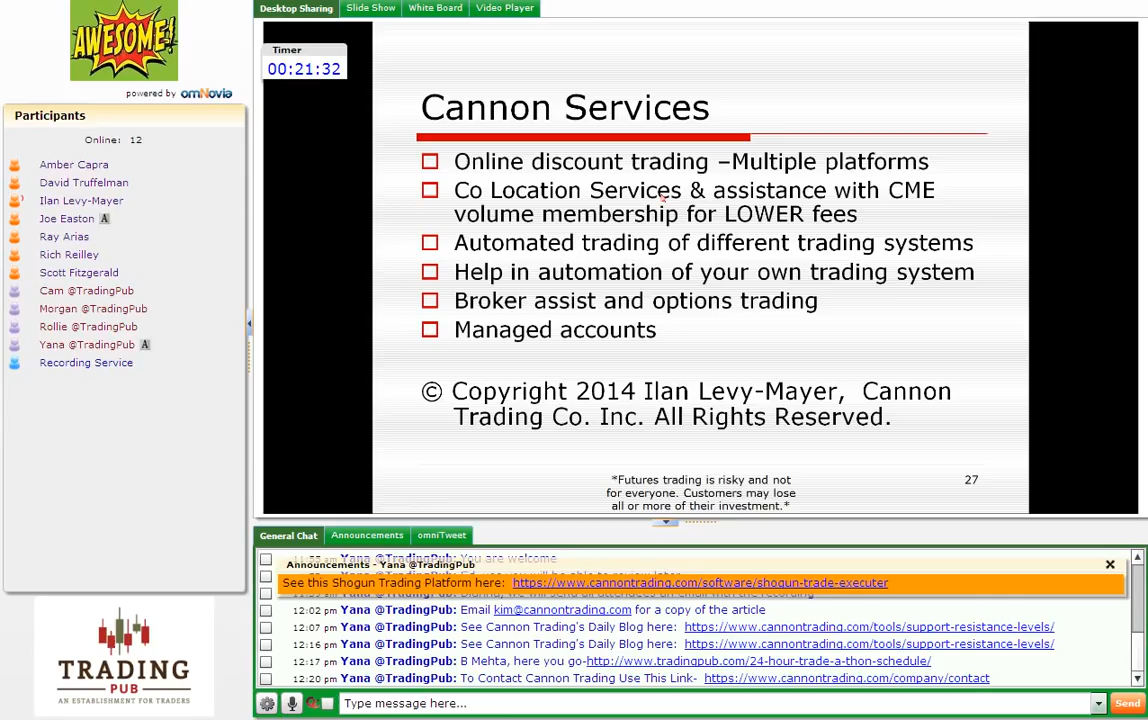 AWESOME!
powered by omNovia
Participants
Online: 12
Amber Capra
David Truffelman
Ilan Levy-Mayer
Joe Easton A
Ray Arias
Rich Reilley
Scott Fitzgerald
Cam @TradingPub
Morgan @TradingPub
Rollie @TradingPub
Yana @TradingPub A
Recording Service
TRADING
PUB
AN ESTABLISHMENT FOR TRADERS
Desktop Sharing Slide Show White Board Video Player
Timer
00:21:32
Cannon Services
Online discount trading –Multiple platforms
Co Location Services & assistance with CME
volume membership for LOWER fees
Automated trading of different trading systems
Help in automation of your own trading system
Broker assist and options trading
Managed accounts
© Copyright 2014 Ilan Levy-Mayer, Cannon
Trading Co. Inc. All Rights Reserved.
*Futures trading is risky and not
for everyone. Customers may lose
all or more of their investment.*
27
General Chat Announcements omniTweet
Yana @TradingPub: You are welcome
Announcements - Yana @TradingPub
See this Shogun Trading Platform here: https://www.cannontrading.com/software/shogun-trade-executer
12:02 pm Yana @TradingPub: Email kim@cannontrading.com for a copy of the article
12:07 pm Yana @TradingPub: See Cannon Trading's Daily Blog here: https://www.cannontrading.com/tools/support-resistance-levels/
12:16 pm Yana @TradingPub: See Cannon Trading's Daily Blog here: https://www.cannontrading.com/tools/support-resistance-levels/
12:17 pm Yana @TradingPub: B Mehta, here you go-http://www.tradingpub.com/24-hour-trade-a-thon-schedule/
12:20 pm Yana @TradingPub: To Contact Cannon Trading Use This Link- https://www.cannontrading.com/company/contact
Type message here...
Send